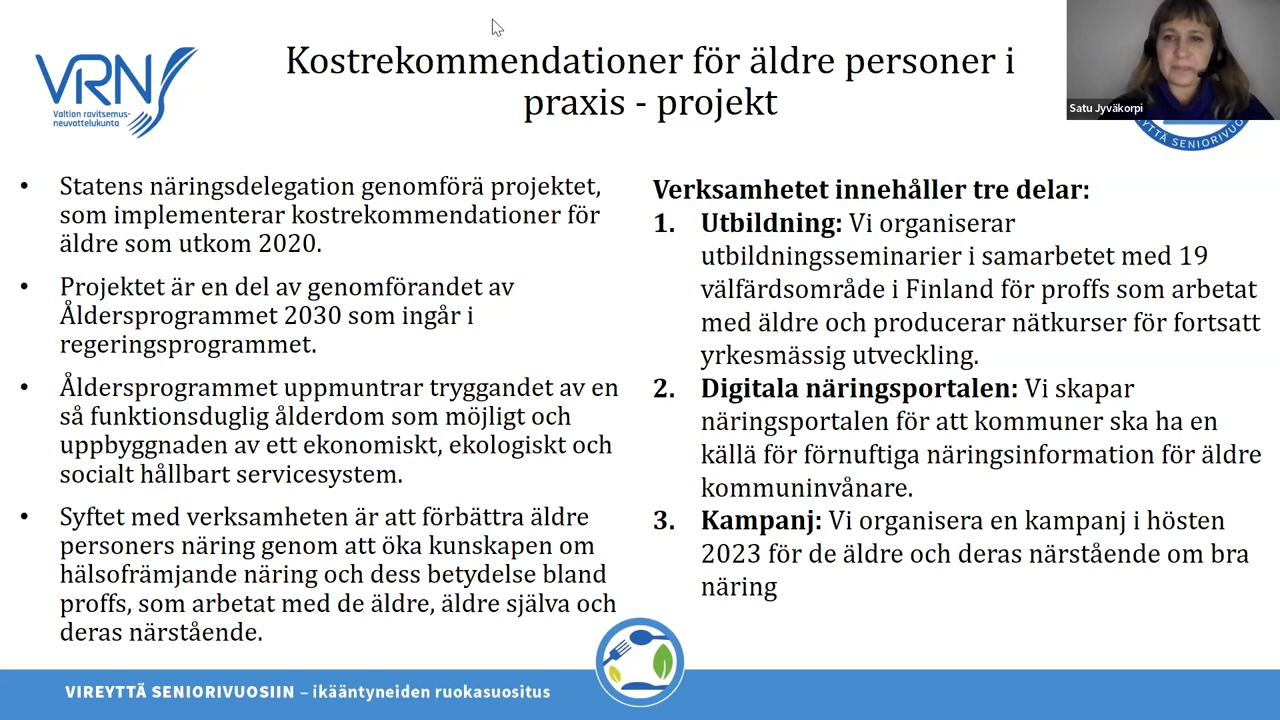 VRN
Valtion ravitsemus-
neuvottelukunta
Kostrekommendationer för äldre personer i
praxis - projekt
Satu Jyväkorpi
• Statens näringsdelegation genomförä projektet,
som implementerar kostrekommendationer för
äldre som utkom 2020.
• Projektet är en del av genomförandet av
Åldersprogrammet 2030 som ingår i
regeringsprogrammet.
• Åldersprogrammet uppmuntrar tryggandet av en
så funktionsduglig ålderdom som möjligt och
uppbyggnaden av ett ekonomiskt, ekologiskt och
socialt hållbart servicesystem.
• Syftet med verksamheten är att förbättra äldre
personers näring genom att öka kunskapen om
hälsofrämjande näring och dess betydelse bland
proffs, som arbetat med de äldre, äldre själva och
deras närstående.
Verksamhetet innehåller tre delar:
1. Utbildning: Vi organiserar
utbildningsseminarier i samarbetet med 19
välfärdsområde i Finland för proffs som arbetat
med äldre och producerar nätkurser för fortsatt
yrkesmässig utveckling.
2. Digitala näringsportalen: Vi skapar
näringsportalen för att kommuner ska ha en
källä för förnuftiga näringsinformation för äldre
kommuninvånare.
3. Kampanj: Vi organisera en kampanj i hösten
2023 för de äldre och deras närstående om bra
näring
VIREYTTÄ SENIORIVUOSIIN – ikääntyneiden ruokasuositus